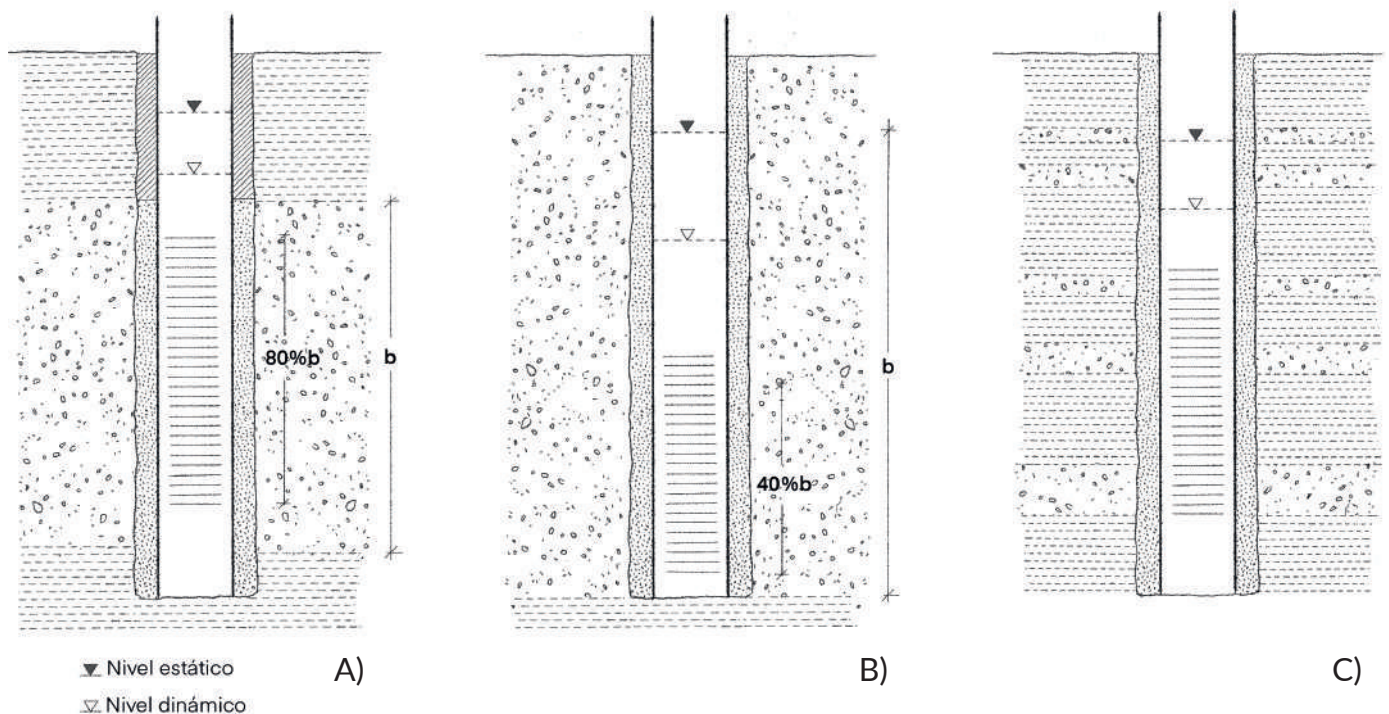 80%b
b
40%b
b
▼ Nivel estático
▽ Nivel dinámico
A)
B)
C)